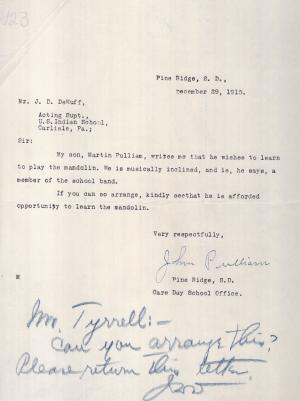 Pine Ridge, S. D.,
December 29, 1915.
Mr. J. D. DeHuff,
Acting Supt.,
U.S. Indian School,
Carlisle, Pa.;
Sir:
My son, Martin Pulliam, writes me that he wishes to learn
to play the mandolin. We is musically inclined, and is, he says, a
member of the school band.
If you can so arrange, kindly seethat he is afforded
opportunity to learn the mandolin.
Very respectfully,
John Pulliam
Pine Ridge, S.D.
Care Day School Office.
Mr. Tyrrell:-
Can you arrange this?
Please return this letter.